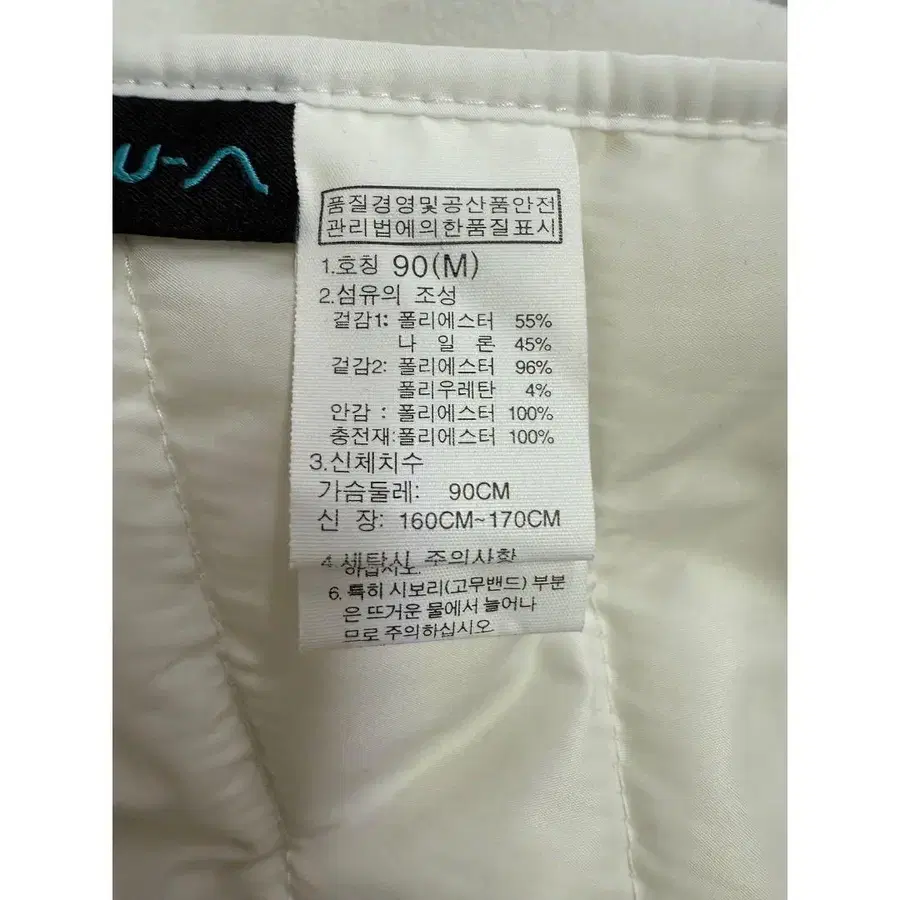 품질경영및공산품안전
관리법에의한품질표시
1.호칭 90(M)
2.섬유의 조성
겉감1: 폴리에스터 55%
나 일 론 45%
겉감2: 폴리에스터 96%
폴리우레탄 4%
안감 : 폴리에스터 100%
충전재:폴리에스터 100%
3.신체치수
가슴둘레: 90CM
신 장: 160CM~170CM
4.세탁시 주의사항
하십시오.
6. 특히 시보리(고무밴드) 부분
은 뜨거운 물에서 늘어나
므로 주의하십시오